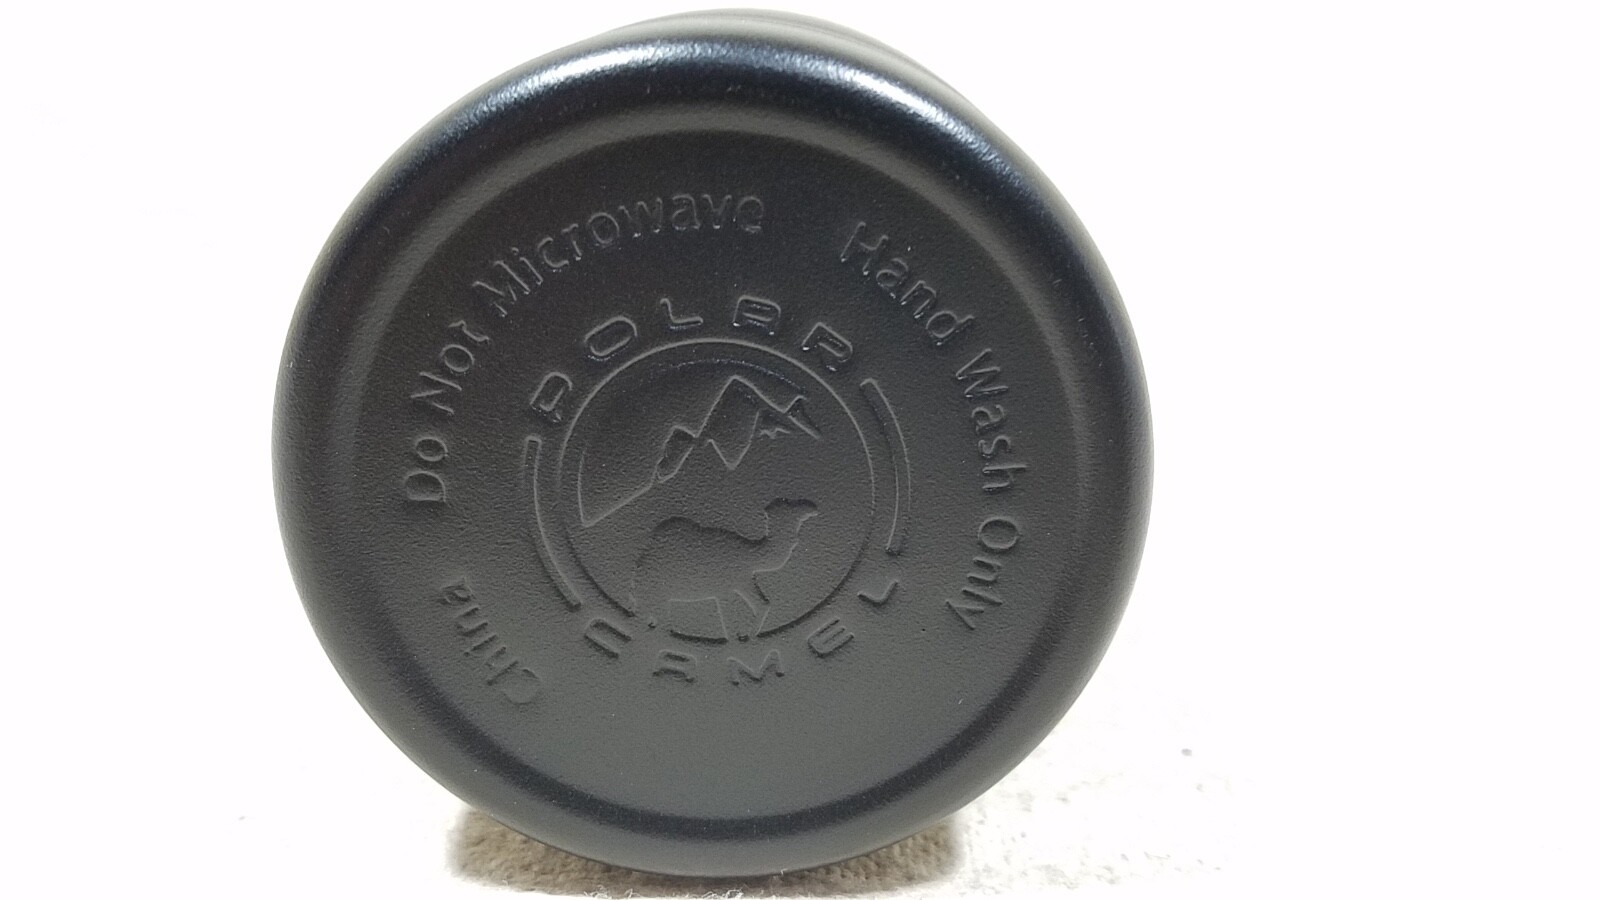 Do Not Microwave
Hand Wash Only
China
POLAR
CAMEL